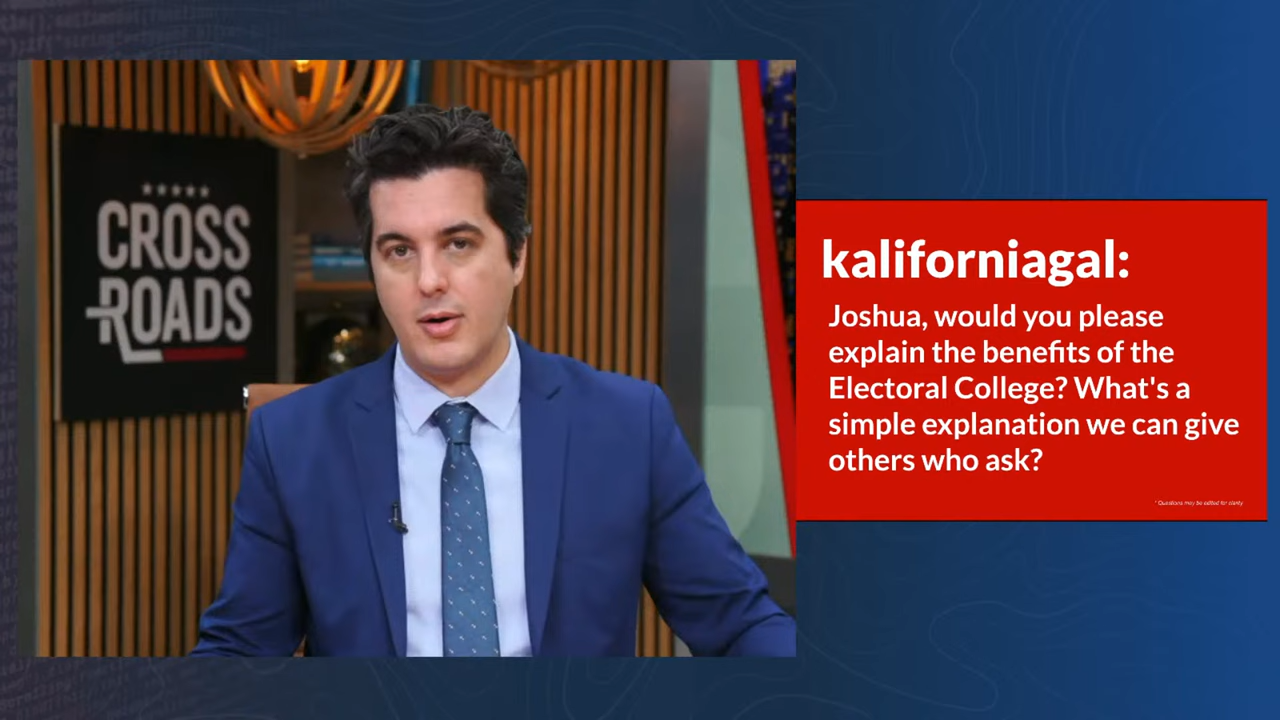 CROSS
ROADS
kaliforniagal:
Joshua, would you please
explain the benefits of the
Electoral College? What's a
simple explanation we can give
others who ask?
* Questions may be edited for clarity